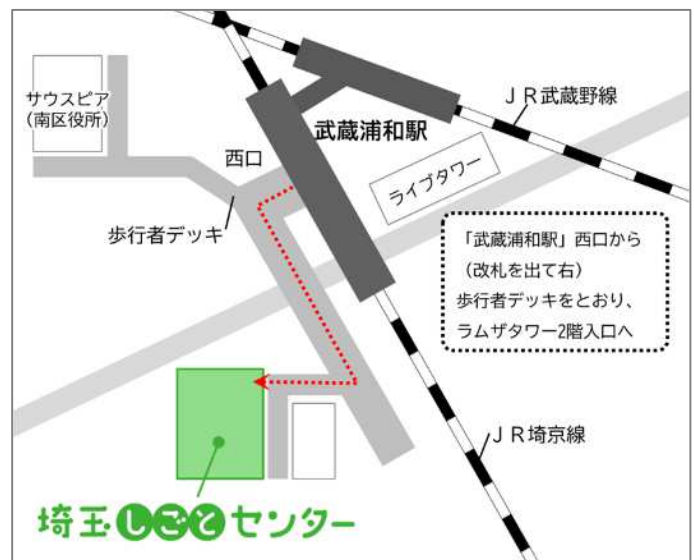 サウスピア
(南区役所)
西口
武蔵浦和駅
JR武蔵野線
ライブタワー
歩行者デッキ
「武蔵浦和駅」西口から
(改札を出て右)
歩行者デッキをとおり、
ラムザタワー2階入口へ
JR埼京線
埼玉しごとセンター